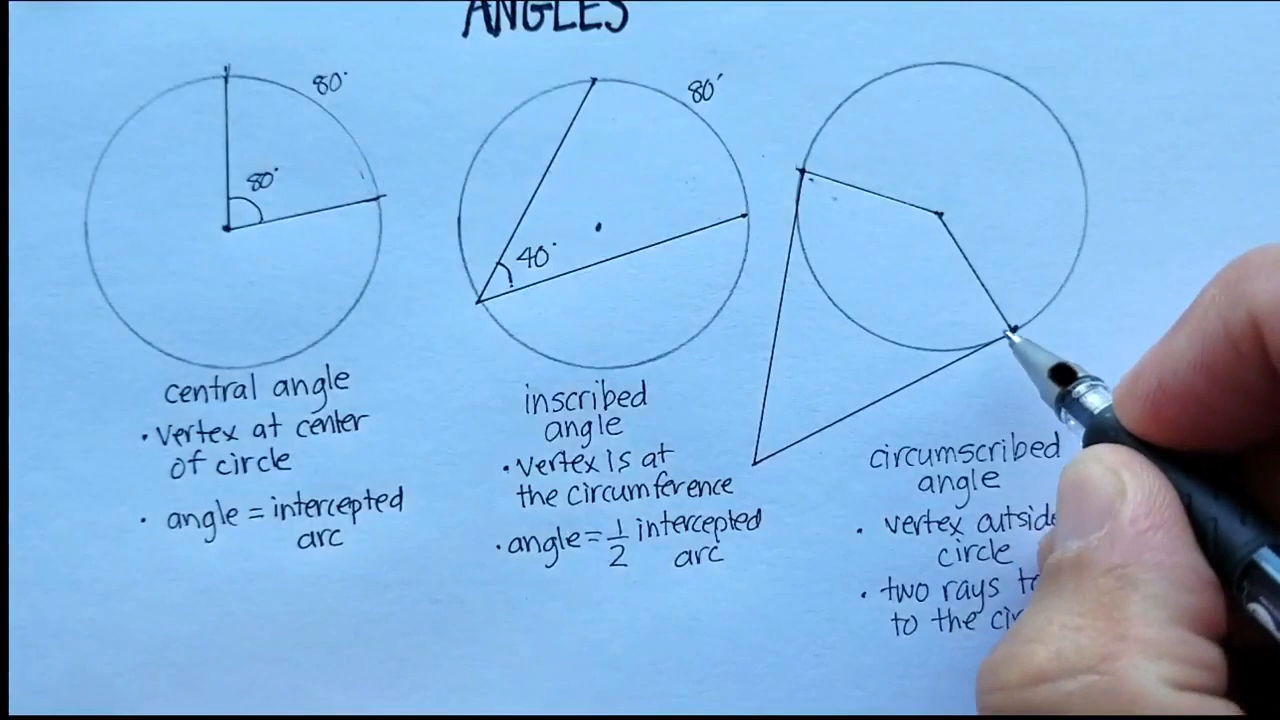 ANGLES
80°
80°
central angle
• vertex at center
of circle
• angle = intercepted
arc
80°
40°
inscribed
angle
• vertex is at
the circumference
• angle = 1/2 intercepted
arc
circumscribed
angle
• vertex outside
circle
• two rays
to the